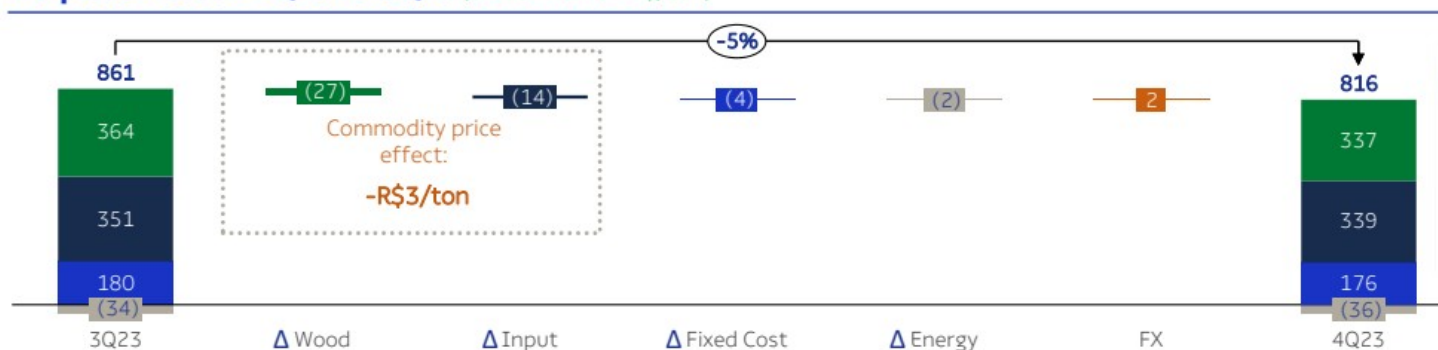 -5%
861
(27)
(14)
(4)
(2)
2
816
364
Commodity price
effect:
-R$3/ton
337
351
339
180
176
(34)
(36)
3Q23
Δ Wood
Δ Input
Δ Fixed Cost
Δ Energy
FX
4Q23